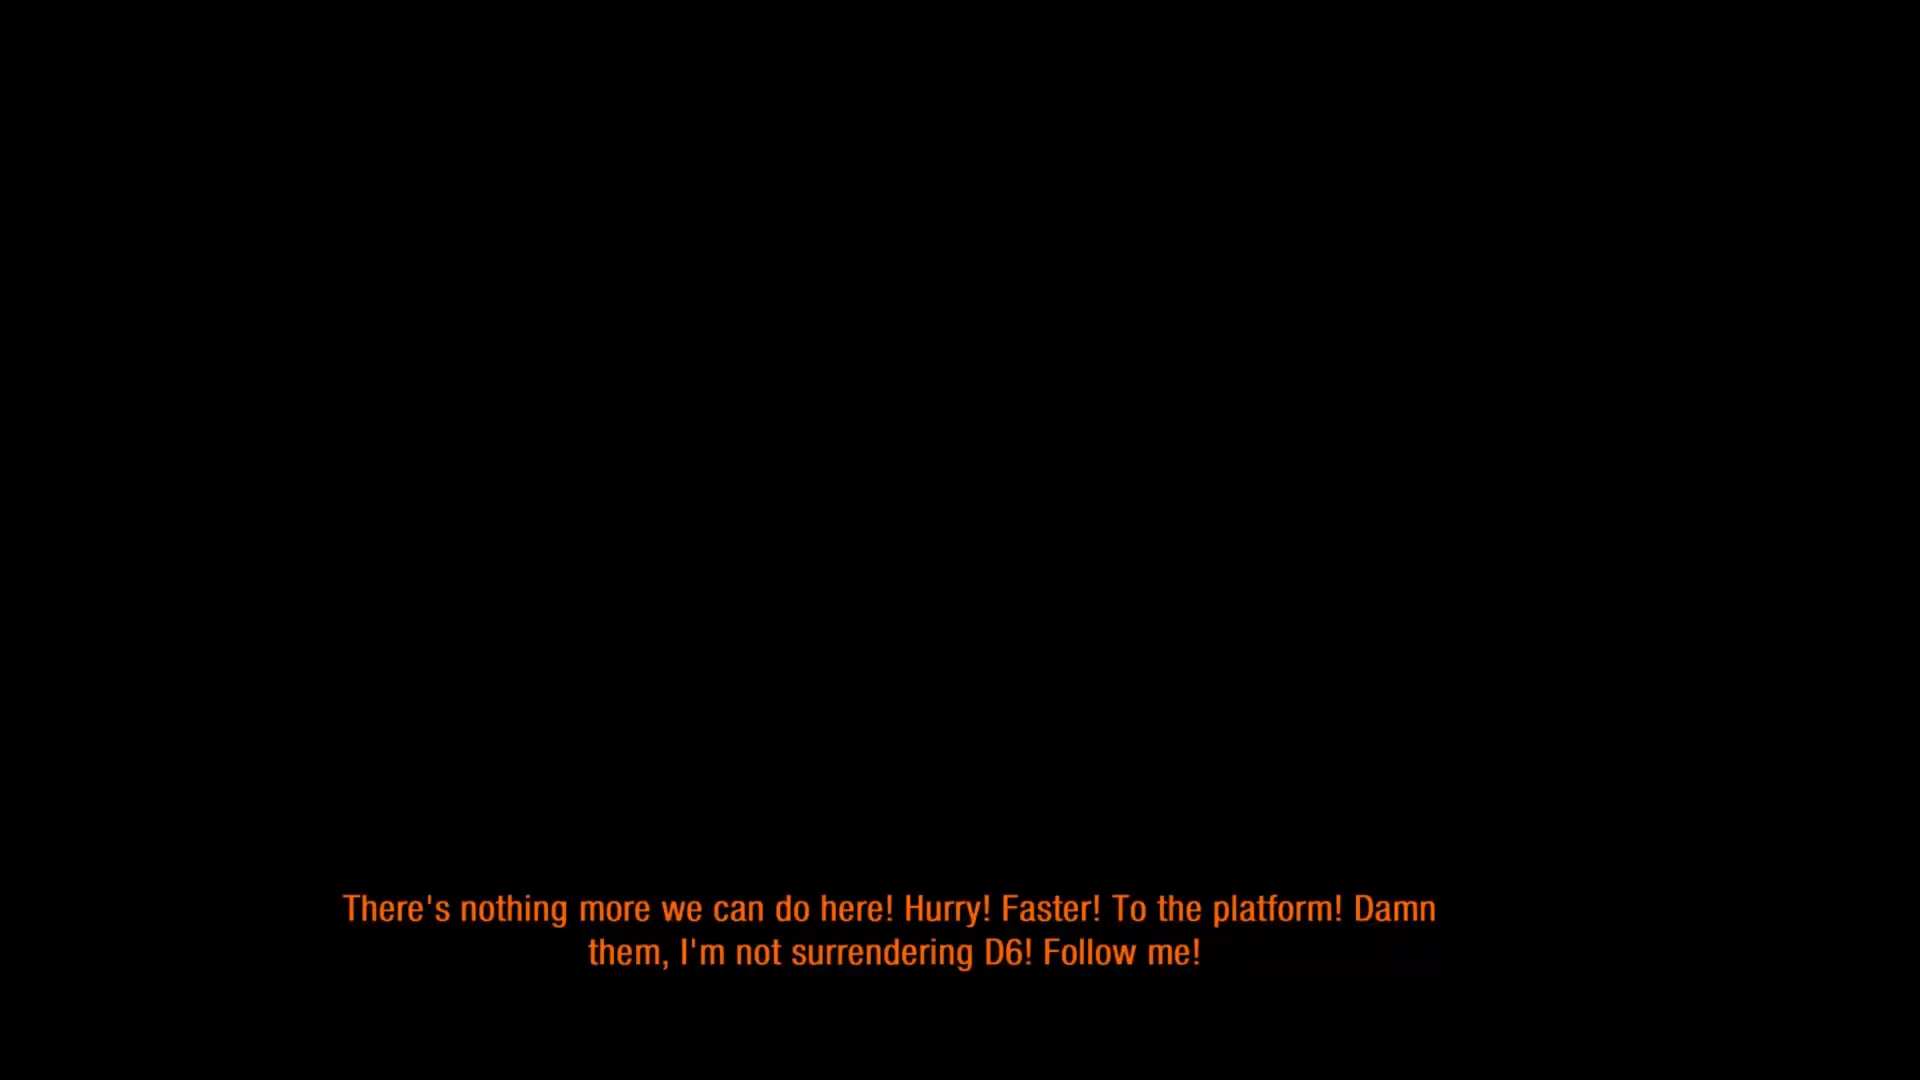 There's nothing more we can do here! Hurry! Faster! To the platform! Damn
them, I'm not surrendering D6! Follow me!